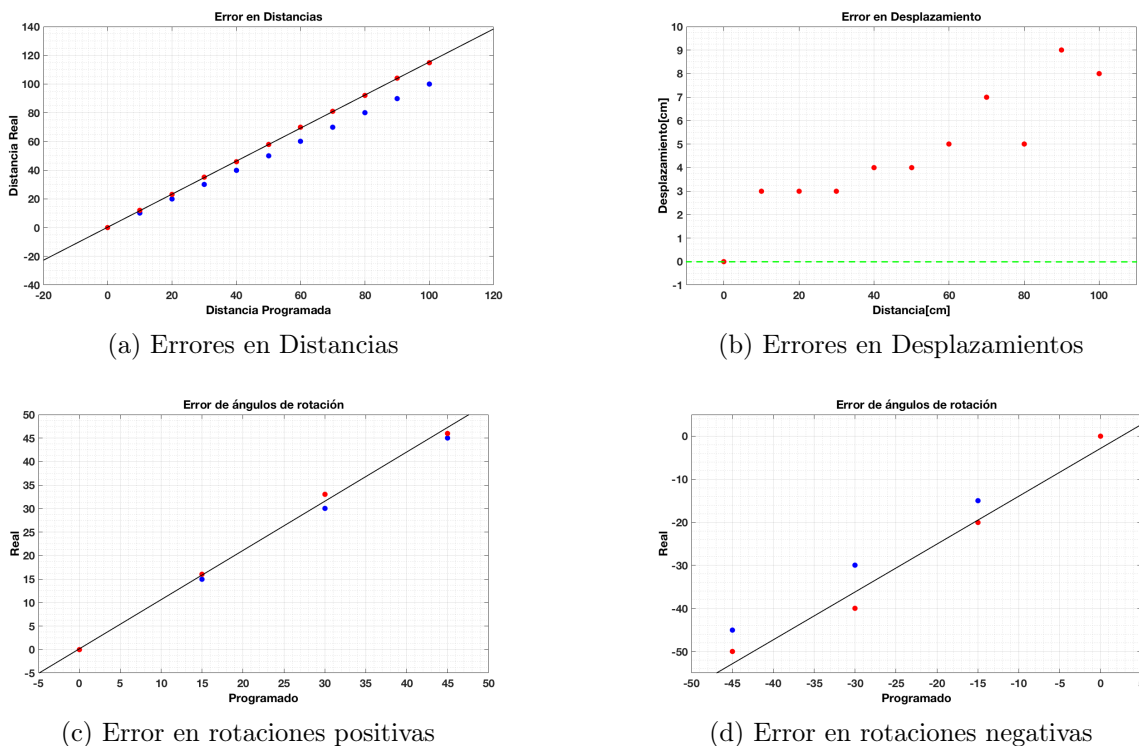 Error en Distancias
140
120
100
80
60
40
20
0
-20
-40
Distancia Real
-20 0 20 40 60 80 100 120
Distancia Programada
(a) Errores en Distancias
Error en Desplazamiento
10
9
8
7
6
5
4
3
2
1
0
-1
Desplazamiento[cm]
0 20 40 60 80 100
Distancia[cm]
(b) Errores en Desplazamientos
Error de ángulos de rotación
50
45
40
35
30
25
20
15
10
5
0
-5
Real
-5 0 5 10 15 20 25 30 35 40 45 50
Programado
(c) Error en rotaciones positivas
Error de ángulos de rotación
0
-10
-20
-30
-40
-50
Real
-50 -45 -40 -35 -30 -25 -20 -15 -10 -5 0 5
Programado
(d) Error en rotaciones negativas